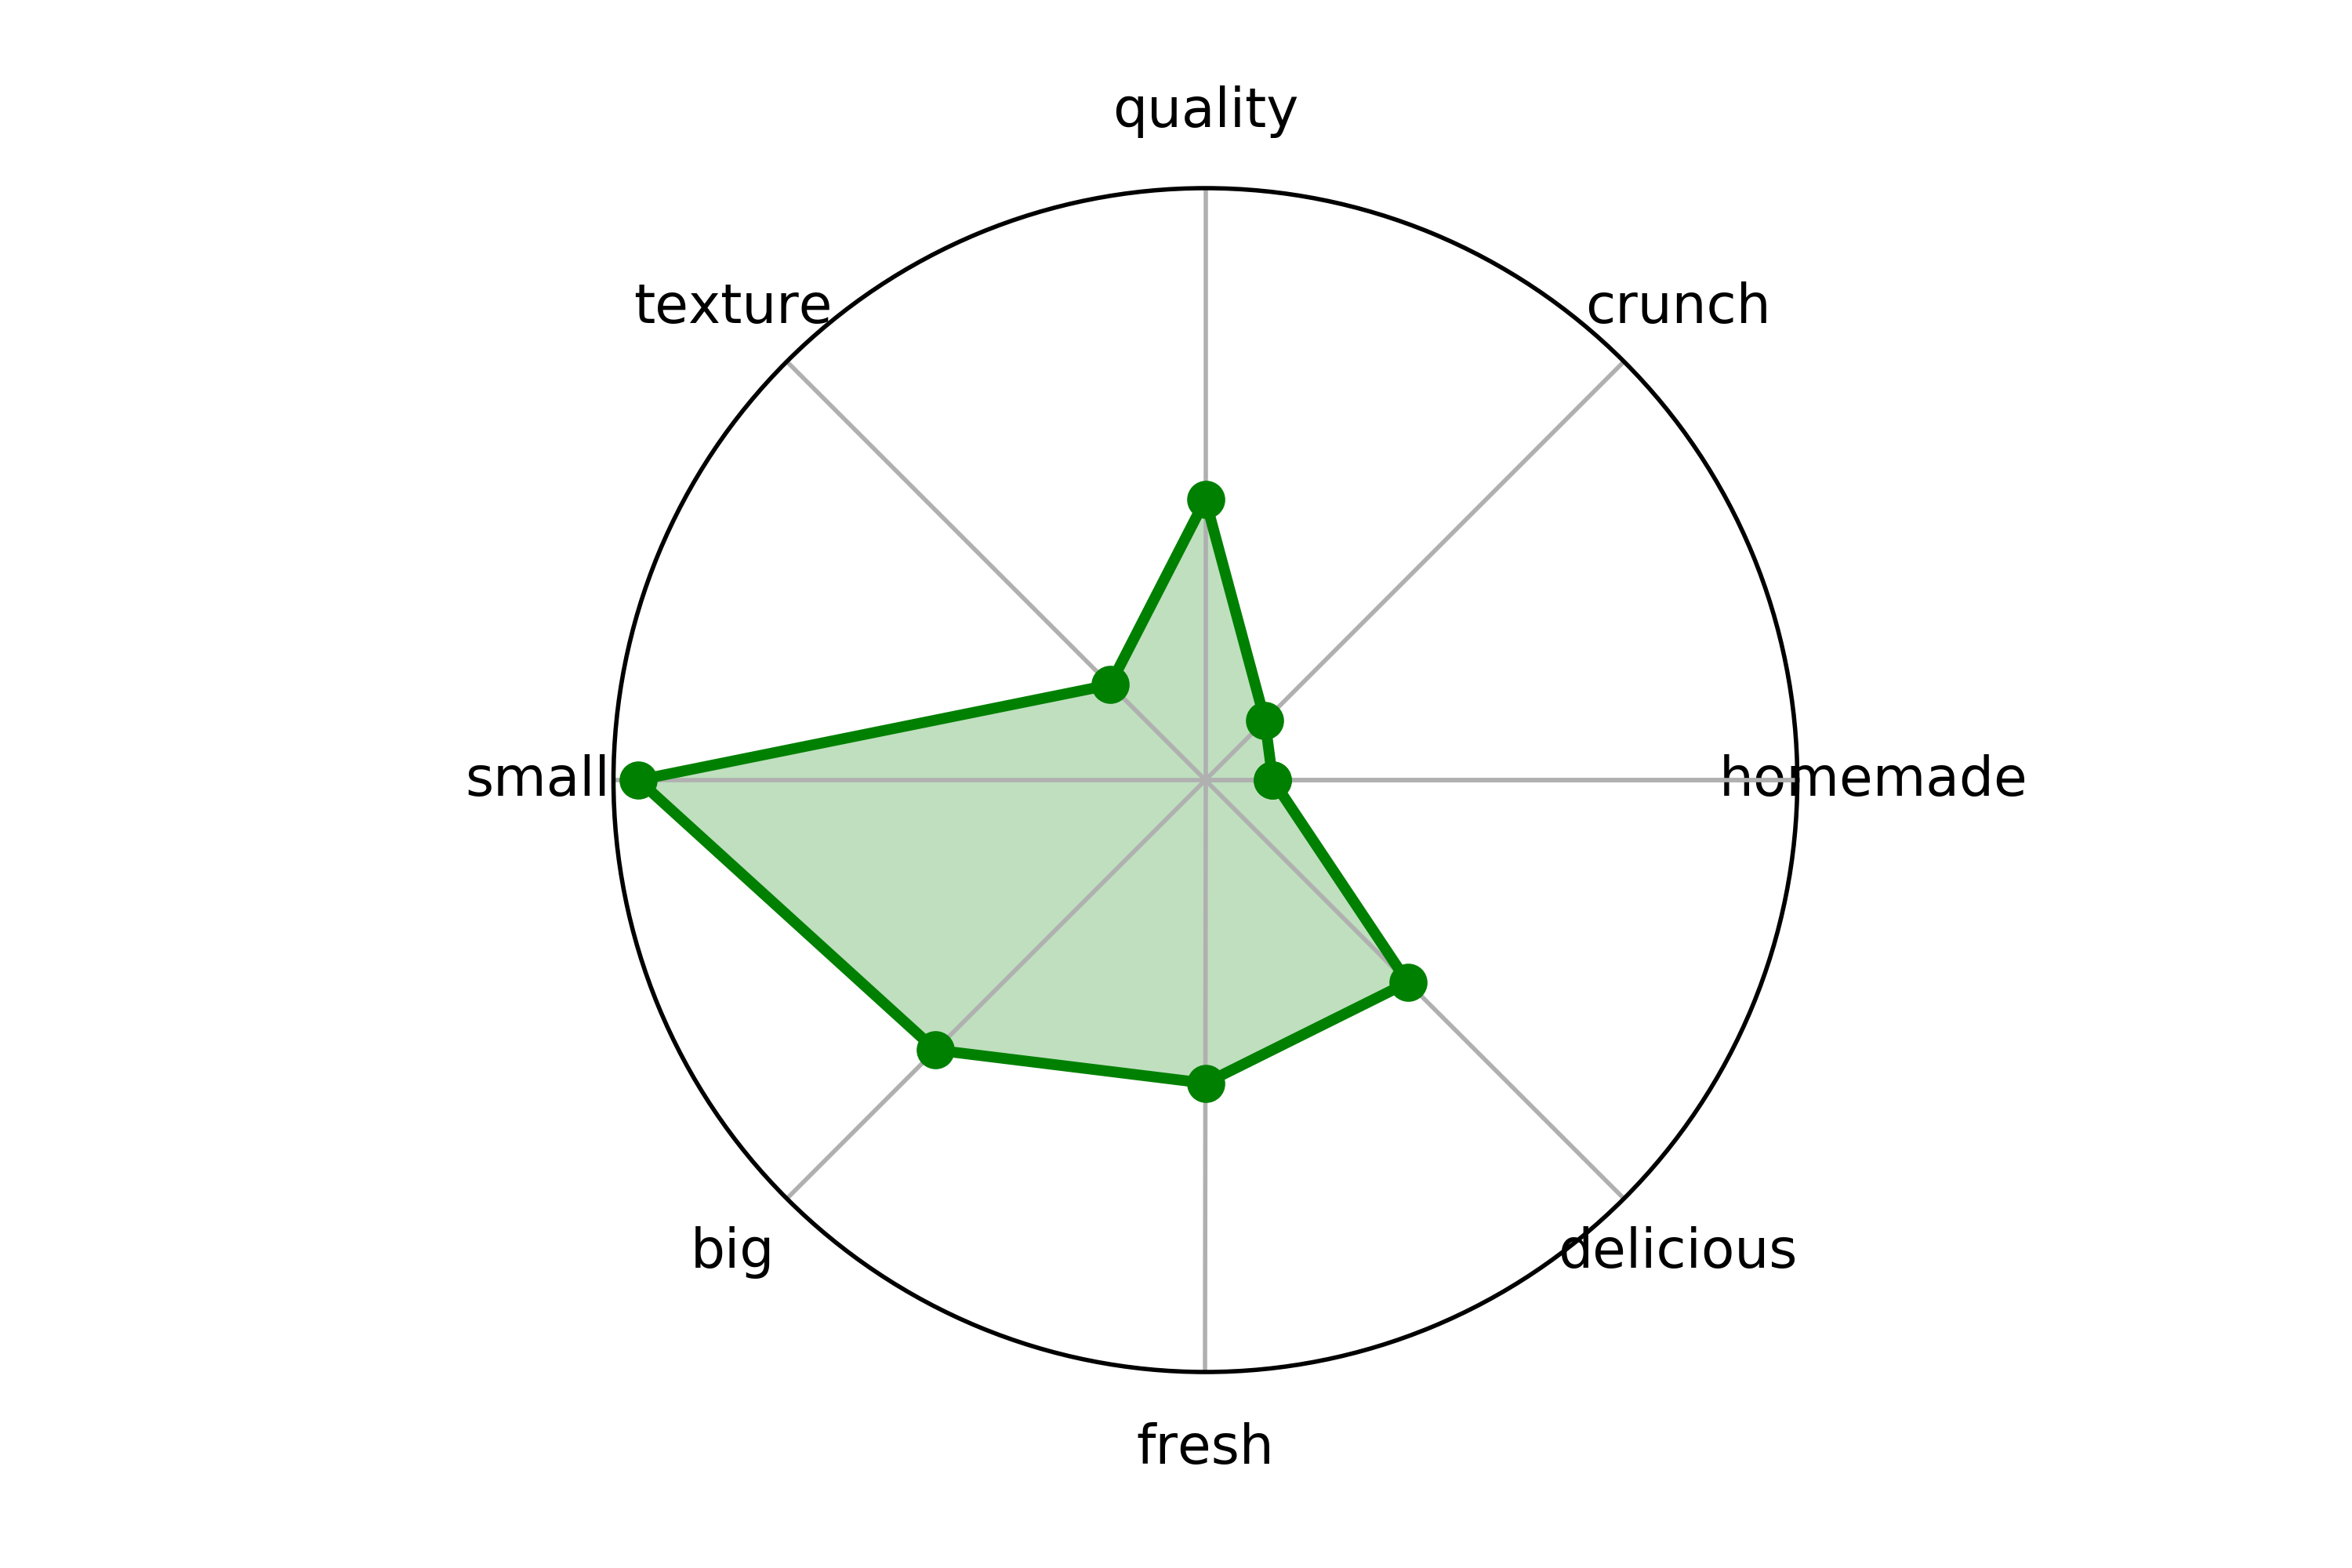 quality
texture
crunch
small
homemade
big
delicious
fresh